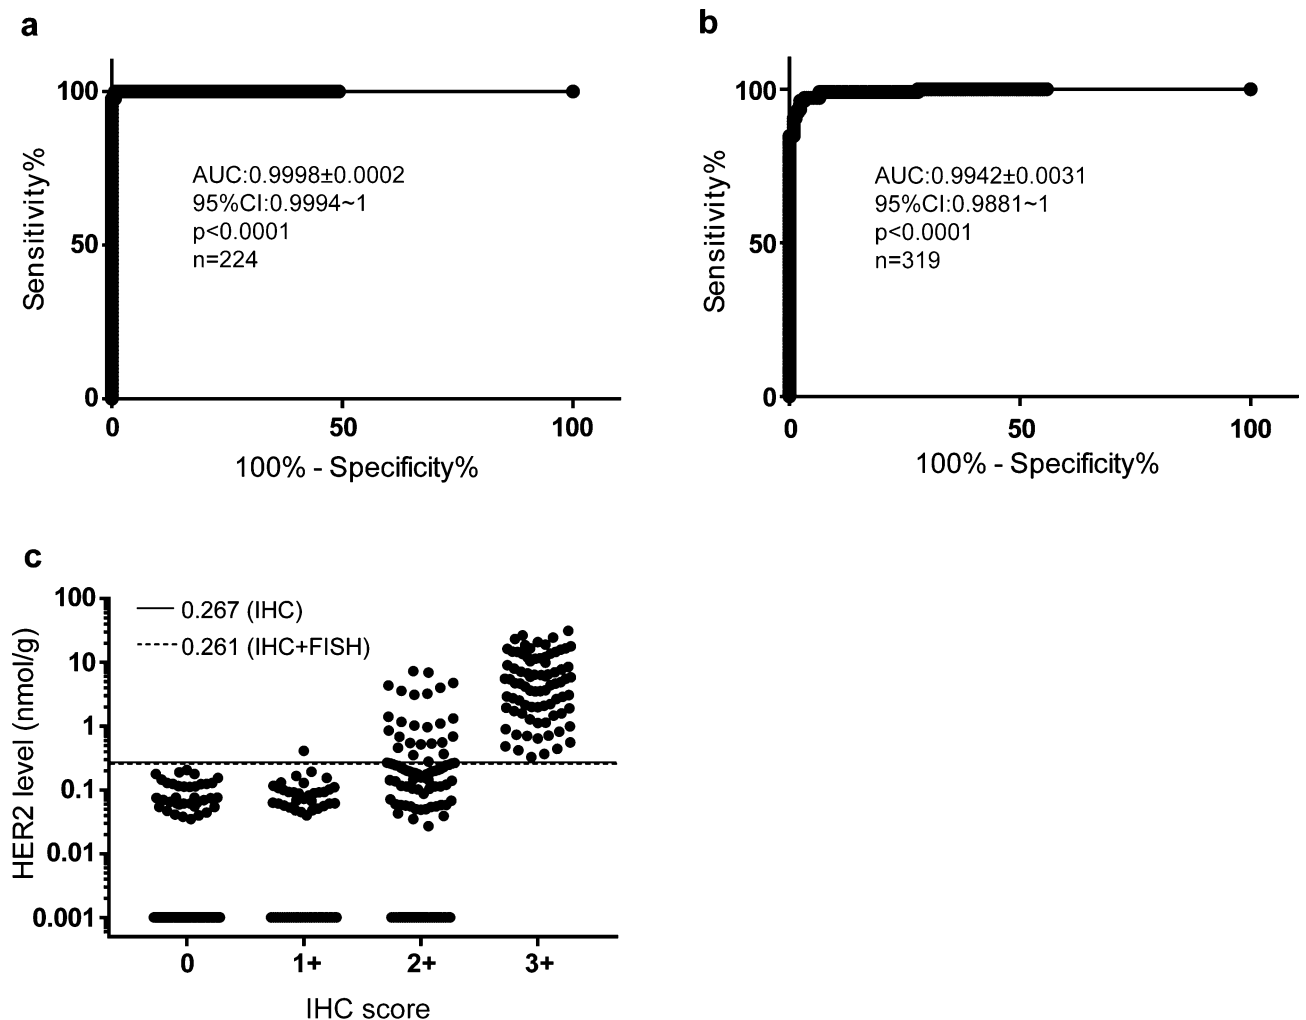 a
100
50
0
Sensitivity%
AUC:0.9998±0.0002
95%CI:0.9994~1
p<0.0001
n=224
0 50 100
100% - Specificity%
b
100
50
0
Sensitivity%
AUC:0.9942±0.0031
95%CI:0.9881~1
p<0.0001
n=319
0 50 100
100% - Specificity%
c
100
10
1
0.1
0.01
0.001
HER2 level (nmol/g)
0.267 (IHC)
0.261 (IHC+FISH)
0 1+ 2+ 3+
IHC score